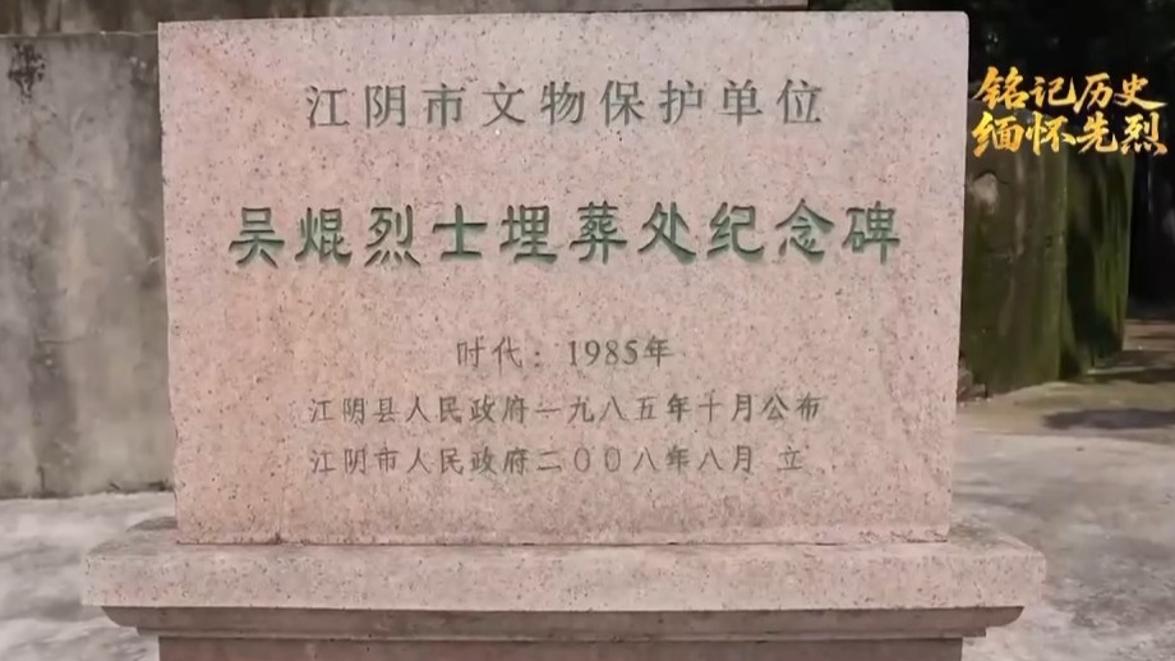 江阴市文物保护单位
吴焜烈士埋葬处纪念碑
时代：1985年
江阴县人民政府一九八五年十月公布
江阴市人民政府二〇〇八年八月 立
铭记历史
缅怀先烈